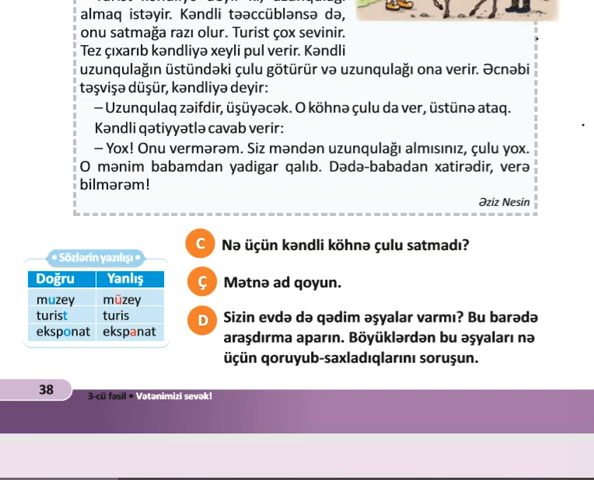 almaq istəyir. Kəndli təəccüblənsə də,
onu satmağa razı olur. Turist çox sevinir.
Tez çıxarıb kəndliyə xeyli pul verir. Kəndli
uzunqulağın üstündəki çulu götürür və uzunqulağı ona verir. Əcnəbi
təşvişə düşür, kəndliyə deyir:
– Uzunqulaq zəifdir, üşüyəcək. O köhnə çulu da ver, üstünə ataq.
Kəndli qətiyyətlə cavab verir:
– Yox! Onu vermərəm. Siz məndən uzunqulağı almısınız, çulu yox.
O mənim babamdan yadigar qalıb. Dədə-babadan xatirədir, verə
bilmərəm!
Əziz Nesin
C Nə üçün kəndli köhnə çulu satmadı?
Ç Mətnə ad qoyun.
D Sizin evdə də qədim əşyalar varmı? Bu barədə
araşdırma aparın. Böyüklərdən bu əşyaları nə
üçün qoruyub-saxladıqlarını soruşun.
• Sözlərin yazılışı •
Doğru Yanlış
muzey müzey
turist turis
eksponat ekspanat
38
3-cü fəsil • Vətənimizi sevək!